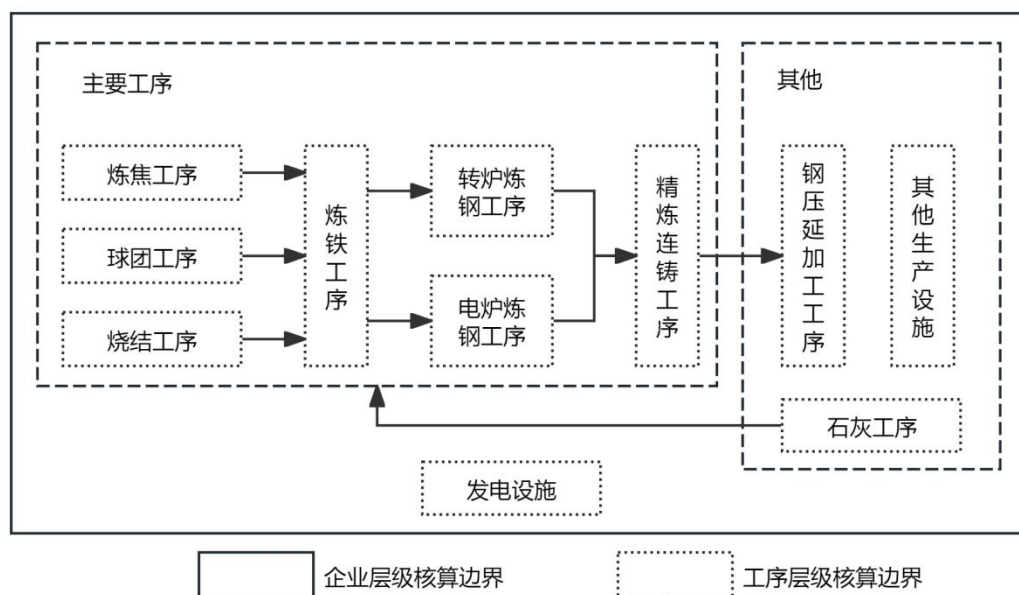 主要工序
其他
炼焦工序
球团工序
烧结工序
炼铁工序
转炉炼
钢工序
电炉炼
钢工序
精炼连铸工序
钢压延加工工序
其他生产设施
石灰工序
发电设施
企业层级核算边界
工序层级核算边界